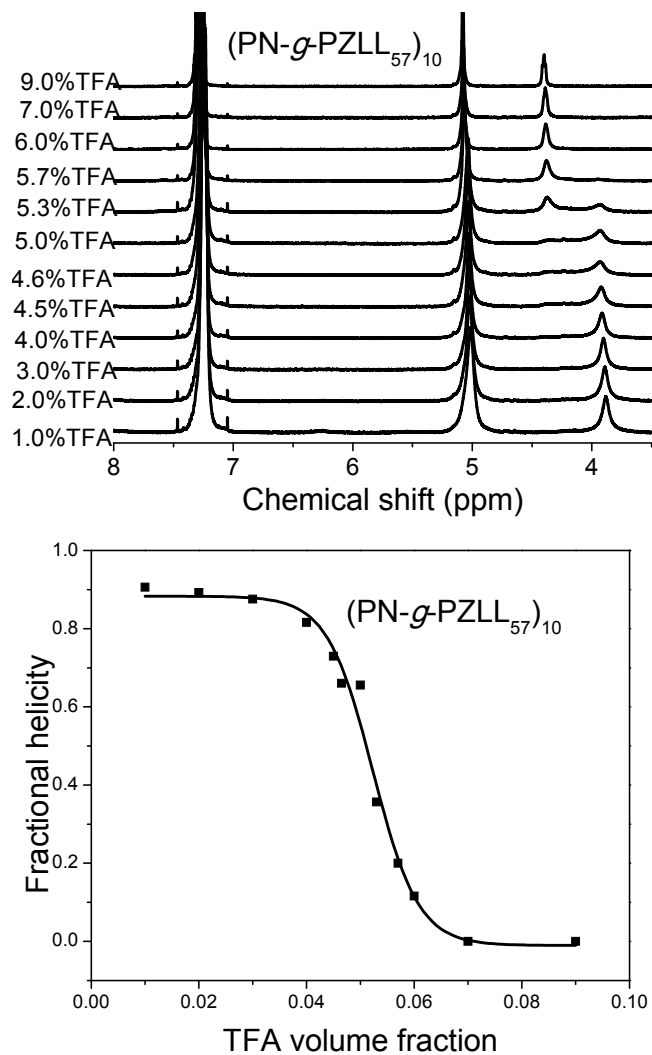 (PN-g-PZLL57)10
9.0%TFA
7.0%TFA
6.0%TFA
5.7%TFA
5.3%TFA
5.0%TFA
4.6%TFA
4.5%TFA
4.0%TFA
3.0%TFA
2.0%TFA
1.0%TFA
8 7 6 5 4
Chemical shift (ppm)
1.0
(PN-g-PZLL57)10
0.8
0.6
0.4
0.2
0.0
Fractional helicity
0.00 0.02 0.04 0.06 0.08 0.10
TFA volume fraction